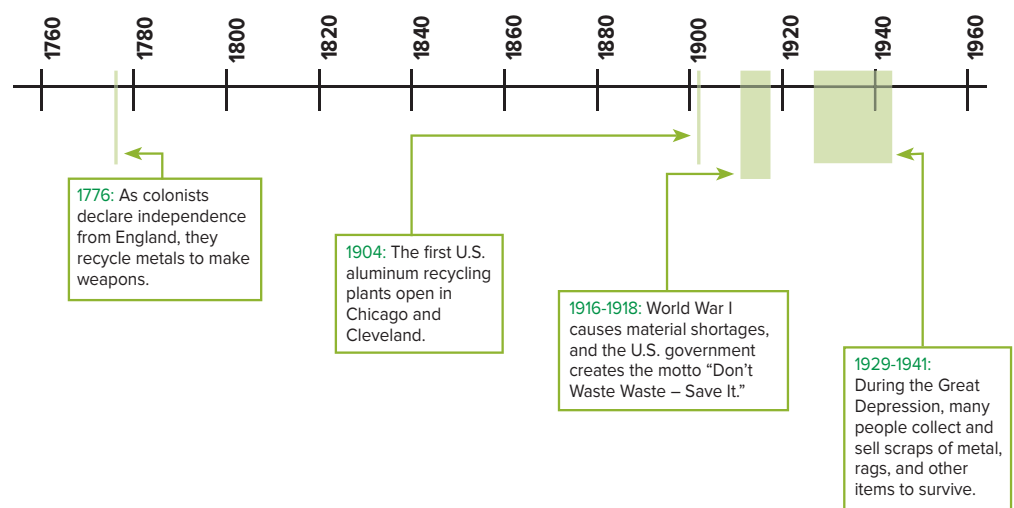 1760
1780
1800
1820
1840
1860
1880
1900
1920
1940
1960
1776: As colonists
declare independence
from England, they
recycle metals to make
weapons.
1904: The first U.S.
aluminum recycling
plants open in
Chicago and
Cleveland.
1916-1918: World War I
causes material shortages,
and the U.S. government
creates the motto “Don’t
Waste Waste – Save It.”
1929-1941:
During the Great
Depression, many
people collect and
sell scraps of metal,
rags, and other
items to survive.